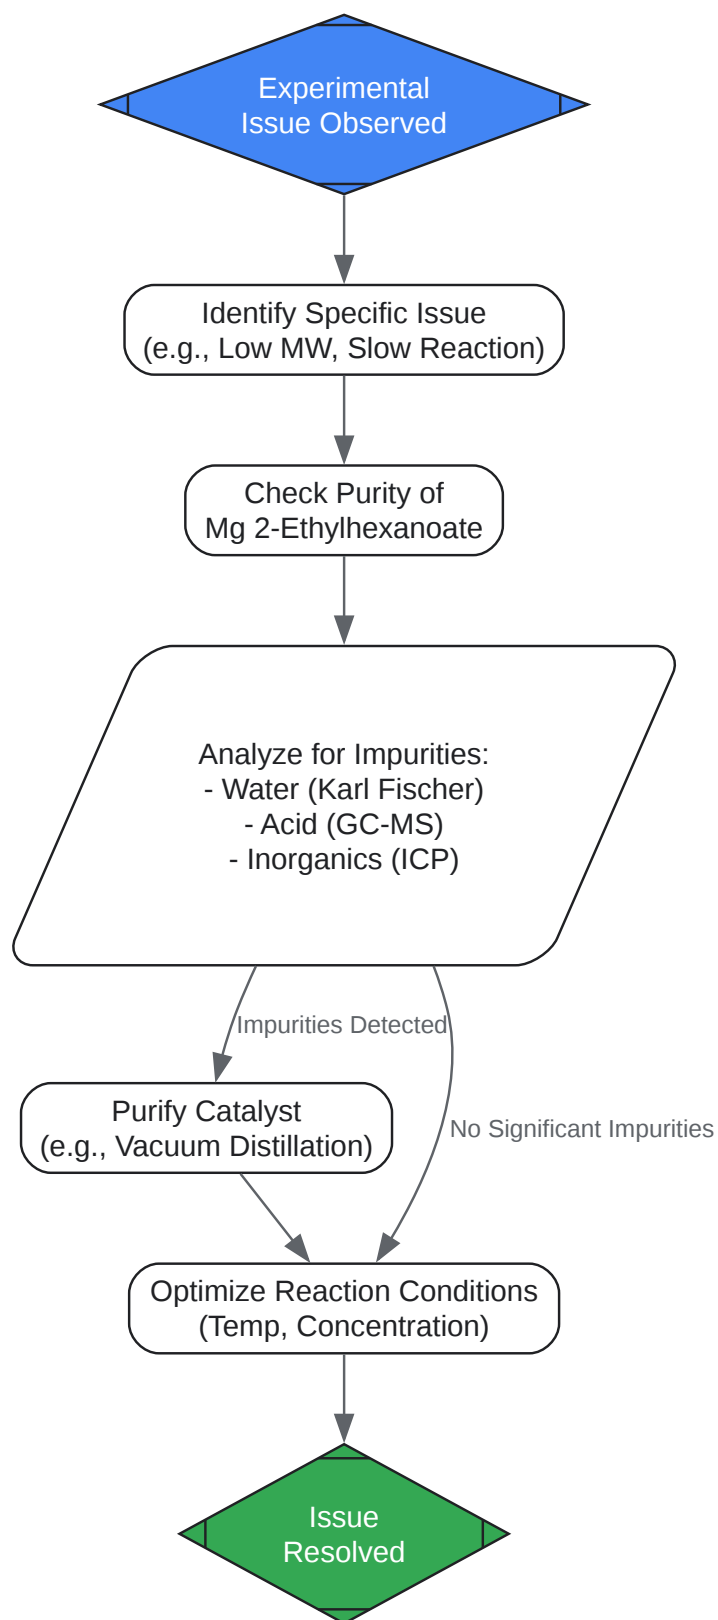 Experimental
Issue Observed
Identify Specific Issue
(e.g., Low MW, Slow Reaction)
Check Purity of
Mg 2-Ethylhexanoate
Analyze for Impurities:
- Water (Karl Fischer)
- Acid (GC-MS)
- Inorganics (ICP)
Impurities Detected
Purify Catalyst
(e.g., Vacuum Distillation)
No Significant Impurities
Optimize Reaction Conditions
(Temp, Concentration)
Issue
Resolved